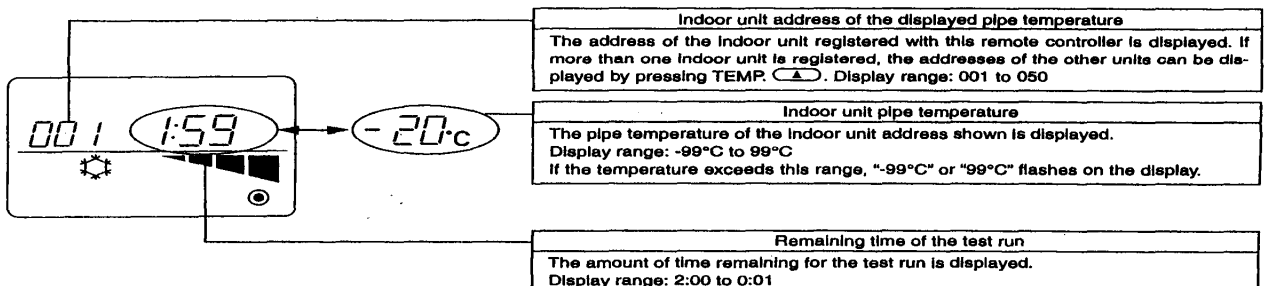 Indoor unit address of the displayed pipe temperature
The address of the indoor unit registered with this remote controller is displayed. If
more than one indoor unit is registered, the addresses of the other units can be dis-
played by pressing TEMP. ▲. Display range: 001 to 050
001 1:59 -20°C
Indoor unit pipe temperature
The pipe temperature of the indoor unit address shown is displayed.
Display range: -99°C to 99°C
If the temperature exceeds this range, "-99°C" or "99°C" flashes on the display.
Remaining time of the test run
The amount of time remaining for the test run is displayed.
Display range: 2:00 to 0:01